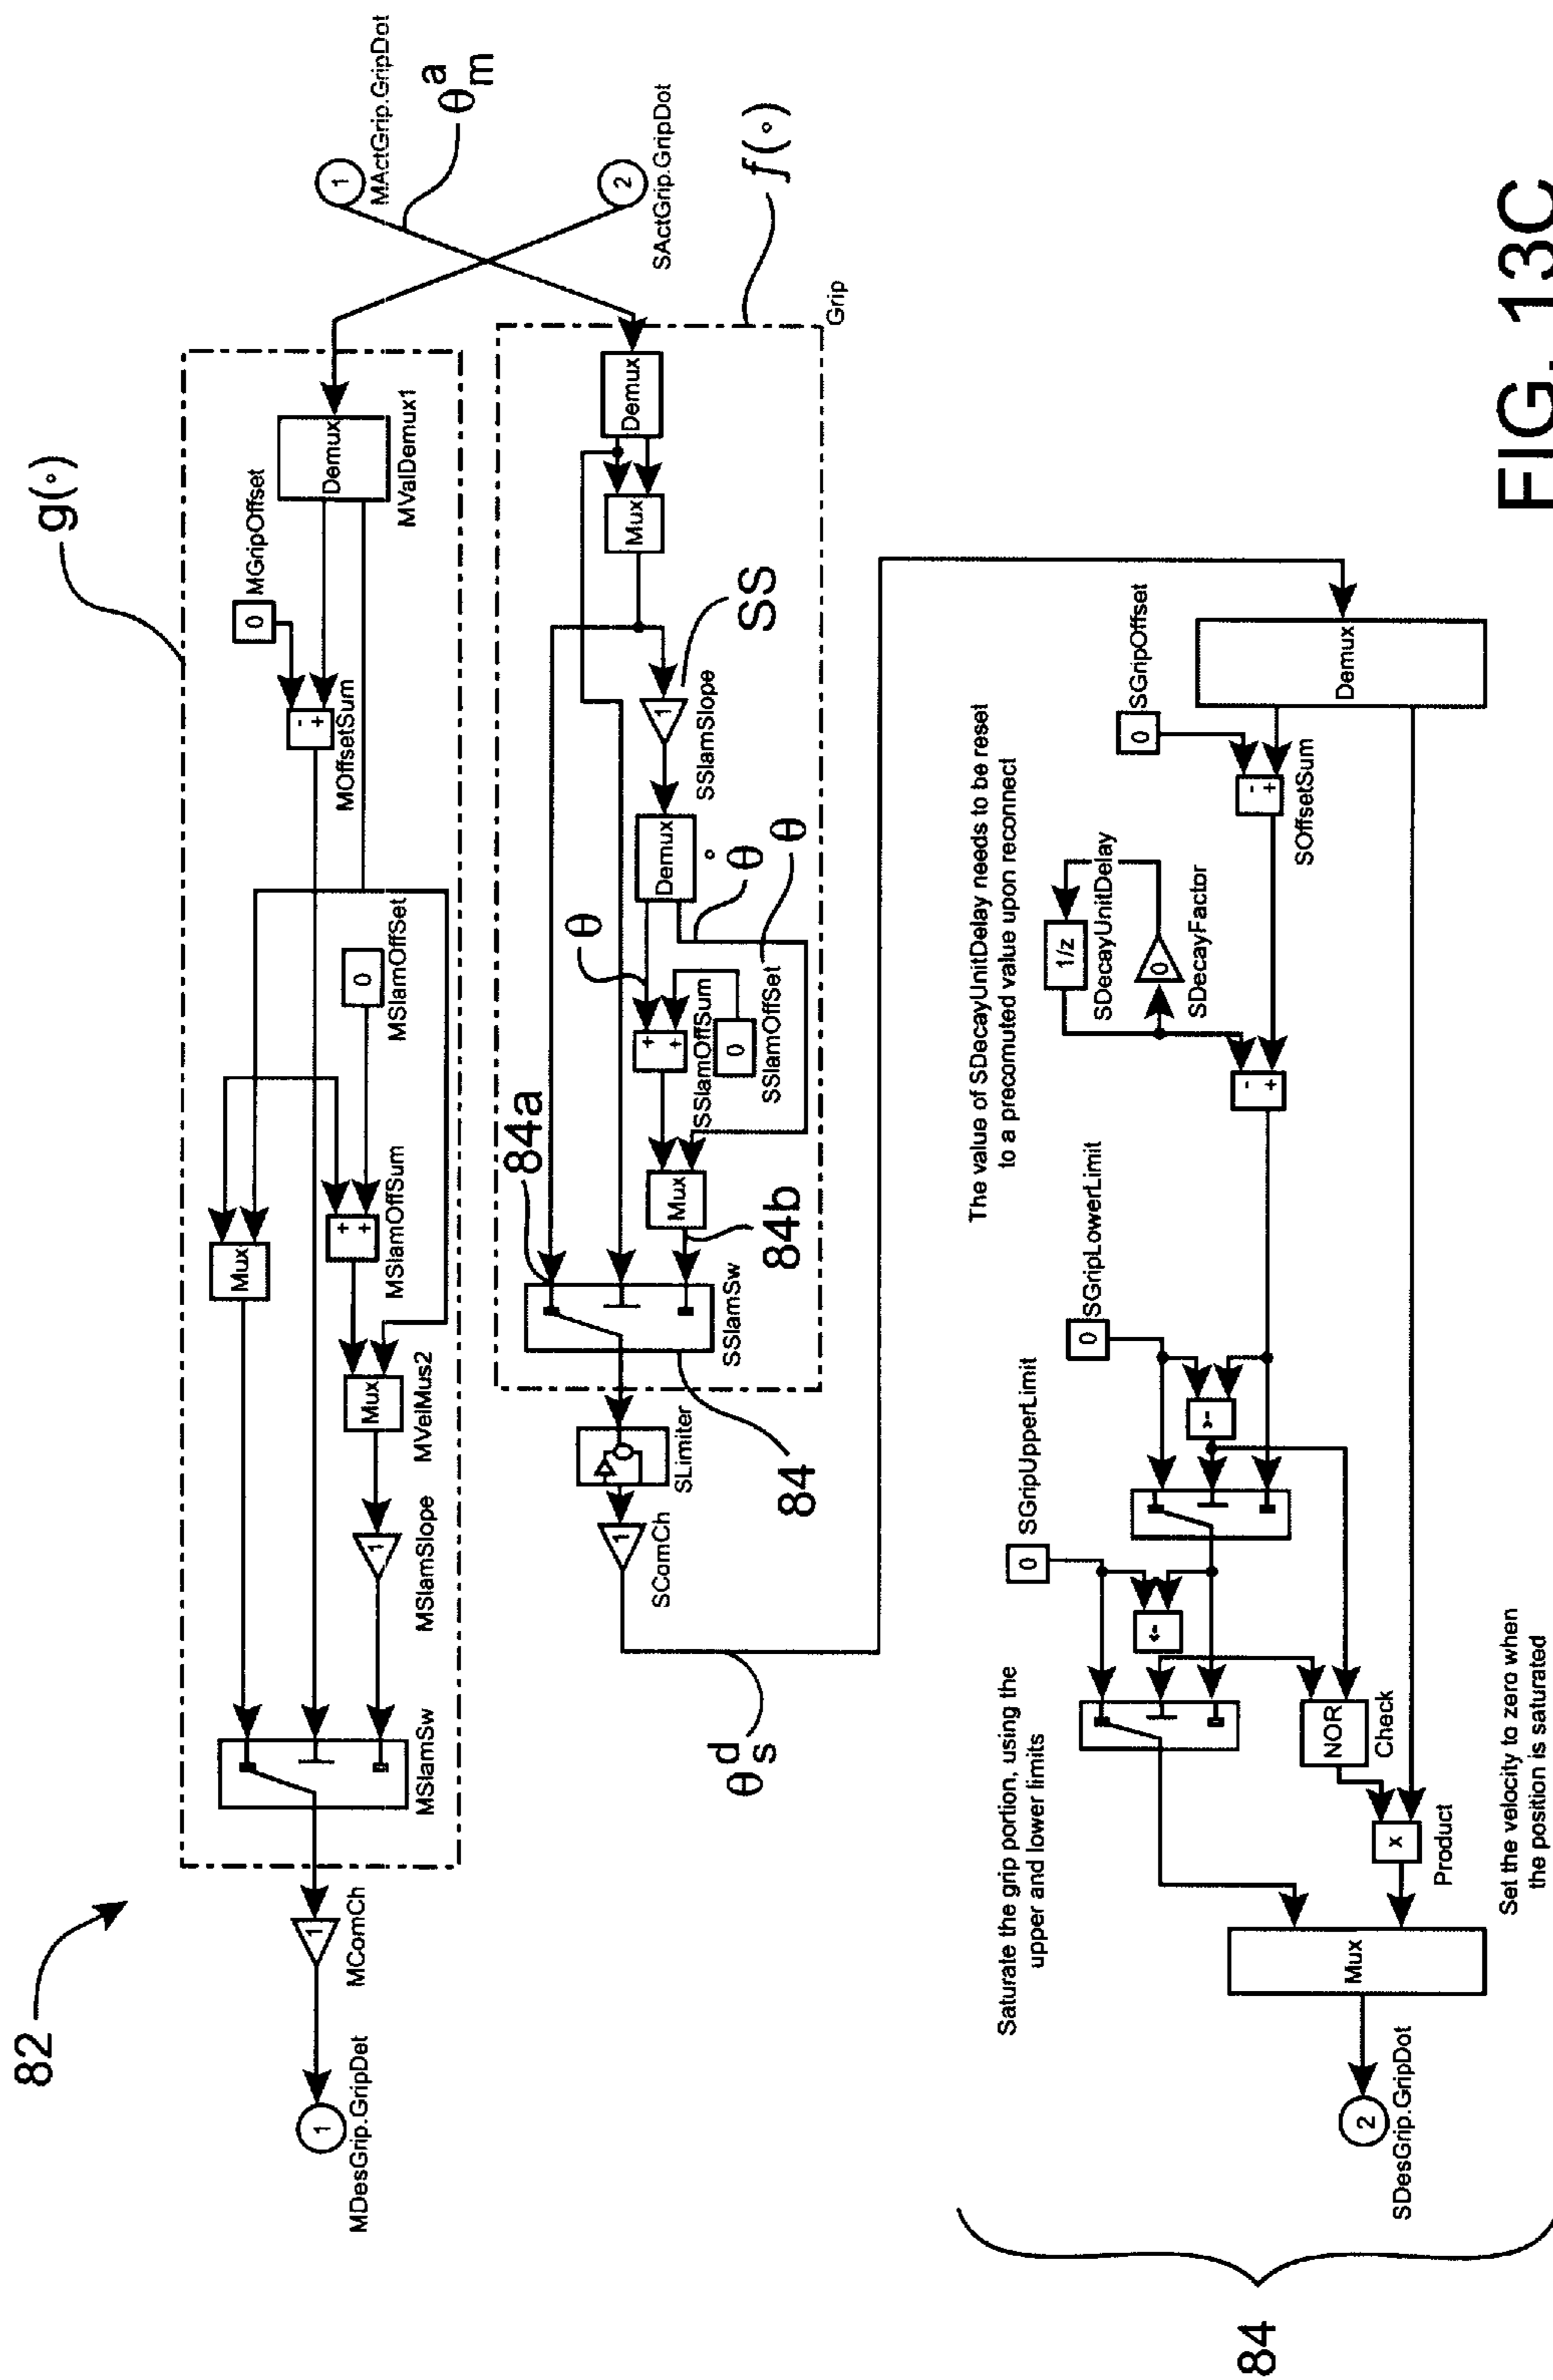 82
g(∘)
MGripOffset
0
1
MActGrip.GripDot
θ a m
2
SActGrip.GripDot
f(∘)
Demux
MValDemux1
-
+
MOffsetSum
0
MSlamOffSet
Mux
+
+
MSlamOffSum
Mux
MVelMus2
1
MSlamSlope
MSlamSw
1
MComCh
1
MDesGrip.GripDet
Grip
Demux
Mux
SS
1
SSlamSlope
Demux
θ
∘
θ
θ
+
+
SSlamOffSum
0
SSlamOffSet
Mux
84a
84b
SSlamSw
84
SLimiter
1
SComCh
θ d s
Demux
SGripOffset
0
-
+
SOffsetSum
The value of SDecayUnitDelay needs to be reset
to a precomuted value upon reconnect
1/z
SDecayUnitDelay
0
SDecayFactor
-
+
SGripLowerLimit
0
>-
SGripUpperLimit
0
<-
Saturate the grip portion, using the
upper and lower limits
NOR
Check
x
Product
Set the velocity to zero when
the position is saturated
Mux
2
SDesGrip.GripDot
84
FIG. 13C